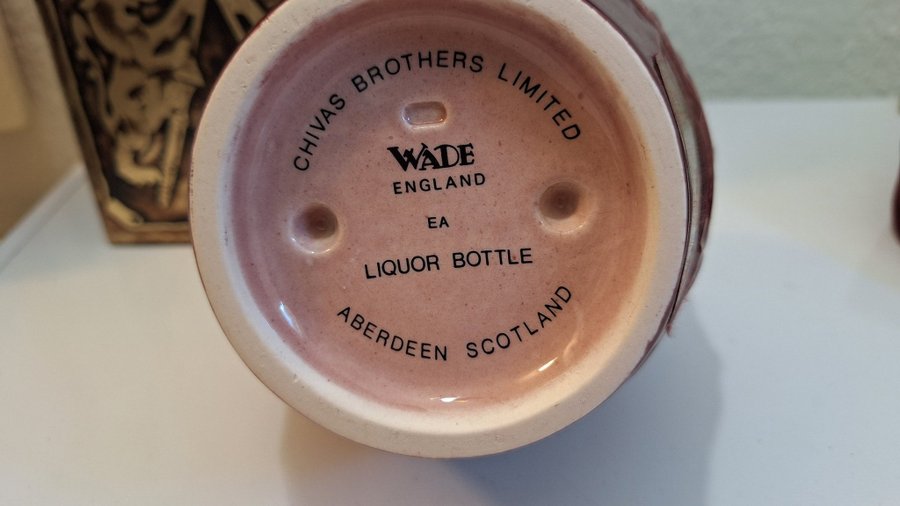 CHIVAS BROTHERS LIMITED
WADE
ENGLAND
EA
LIQUOR BOTTLE
ABERDEEN SCOTLAND